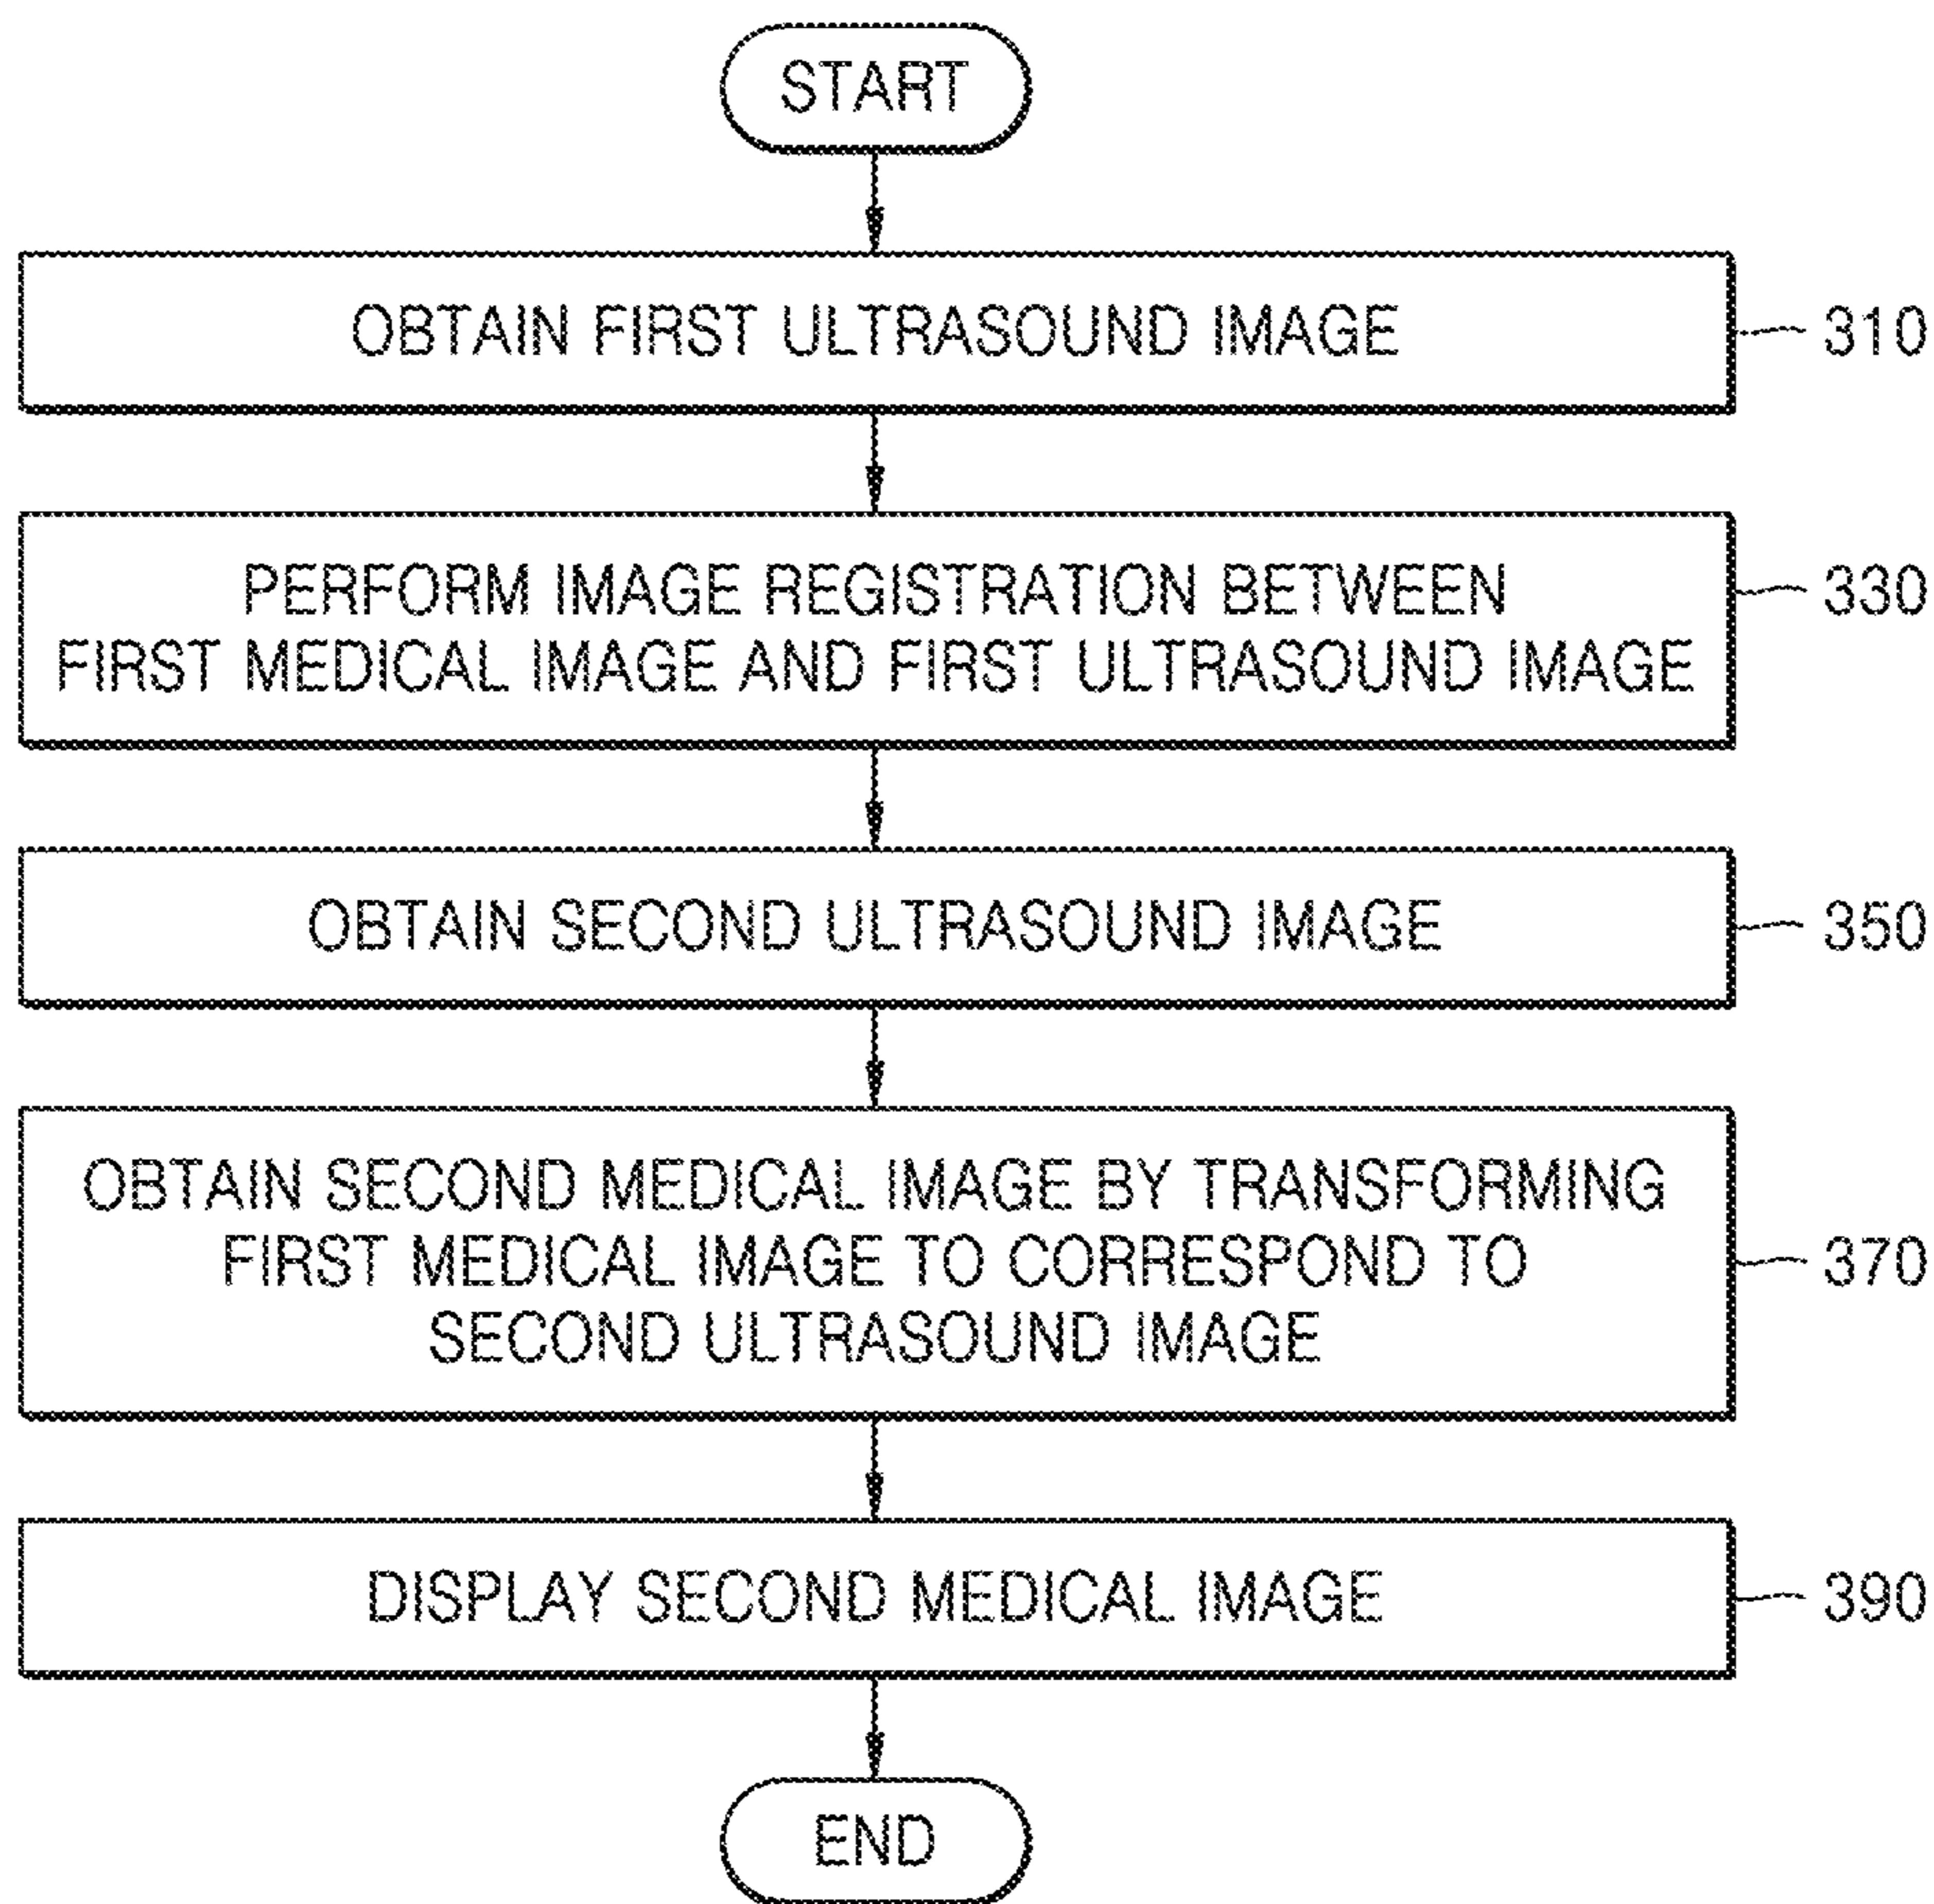 START
OBTAIN FIRST ULTRASOUND IMAGE
310
PERFORM IMAGE REGISTRATION BETWEEN
FIRST MEDICAL IMAGE AND FIRST ULTRASOUND IMAGE
330
OBTAIN SECOND ULTRASOUND IMAGE
350
OBTAIN SECOND MEDICAL IMAGE BY TRANSFORMING
FIRST MEDICAL IMAGE TO CORRESPOND TO
SECOND ULTRASOUND IMAGE
370
DISPLAY SECOND MEDICAL IMAGE
390
END